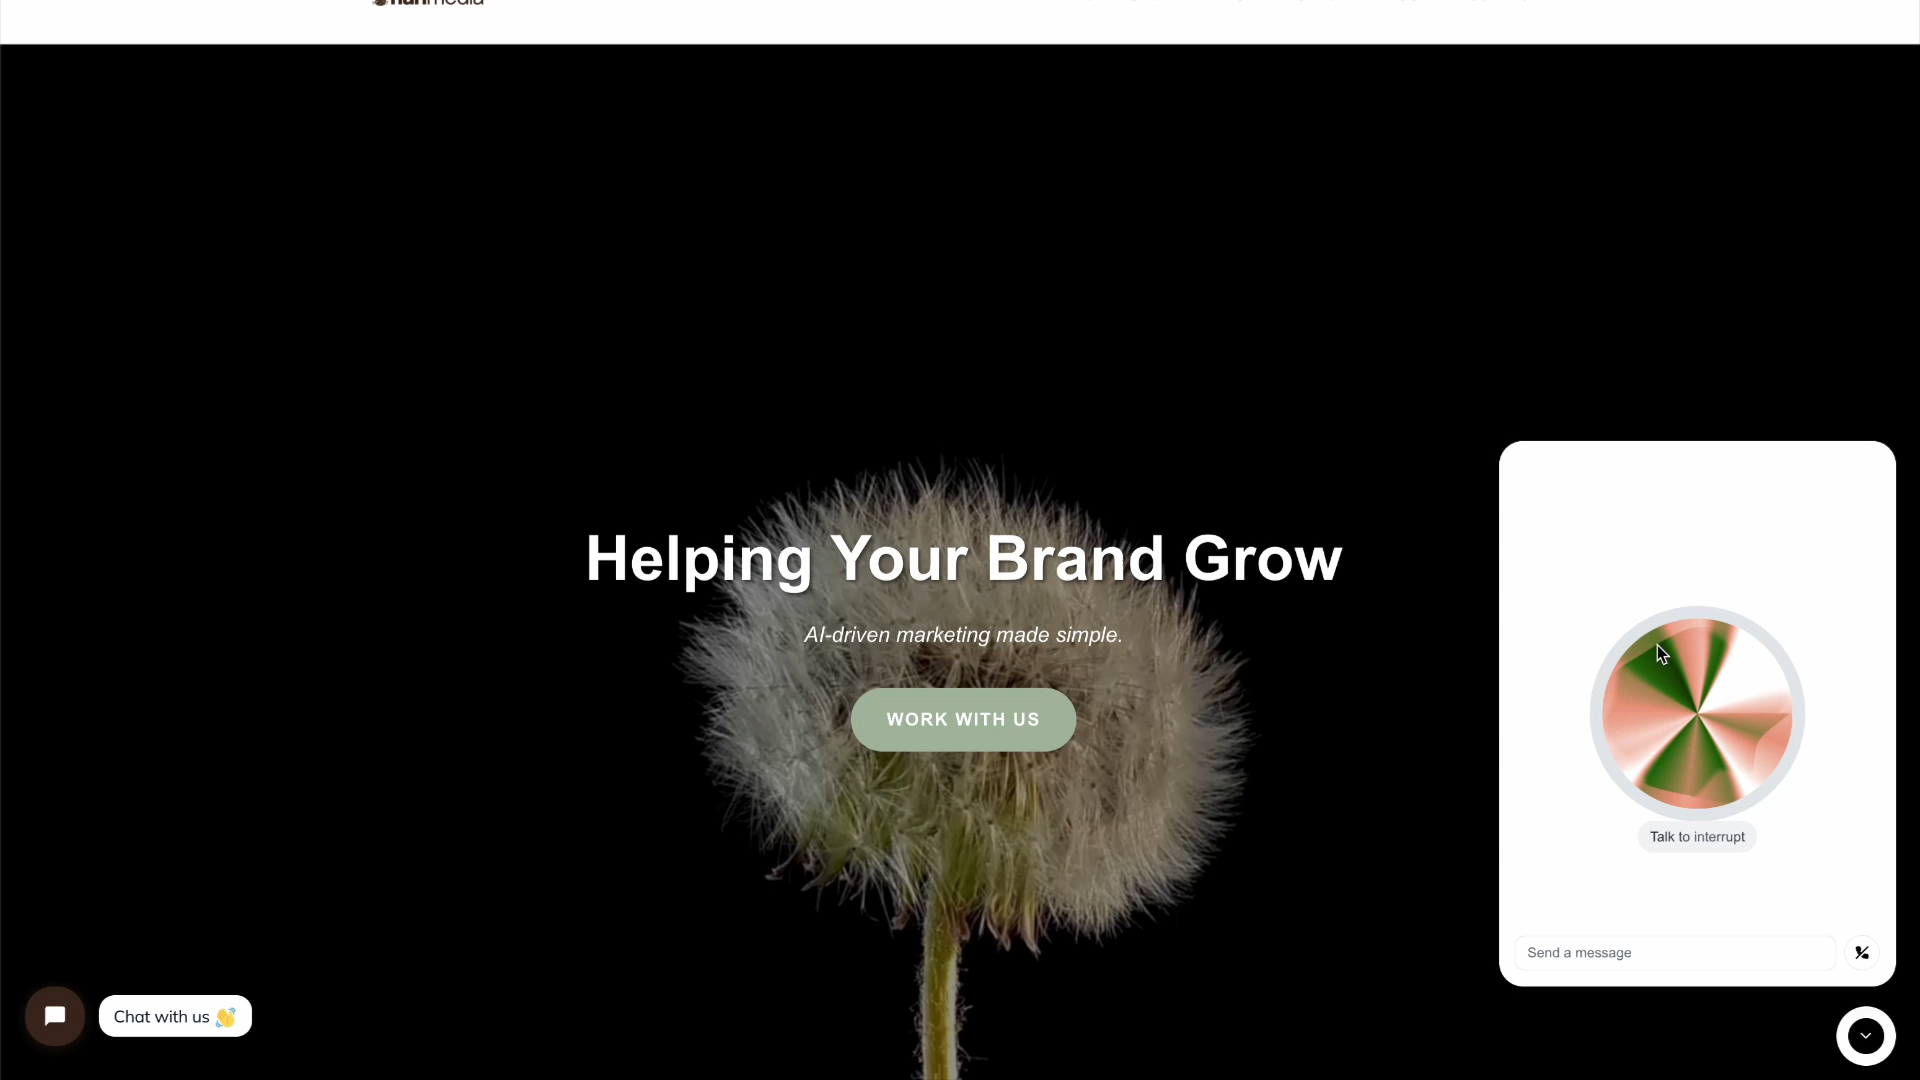 Helping Your Brand Grow
AI-driven marketing made simple.
WORK WITH US
Talk to interrupt
Send a message
Chat with us 👋